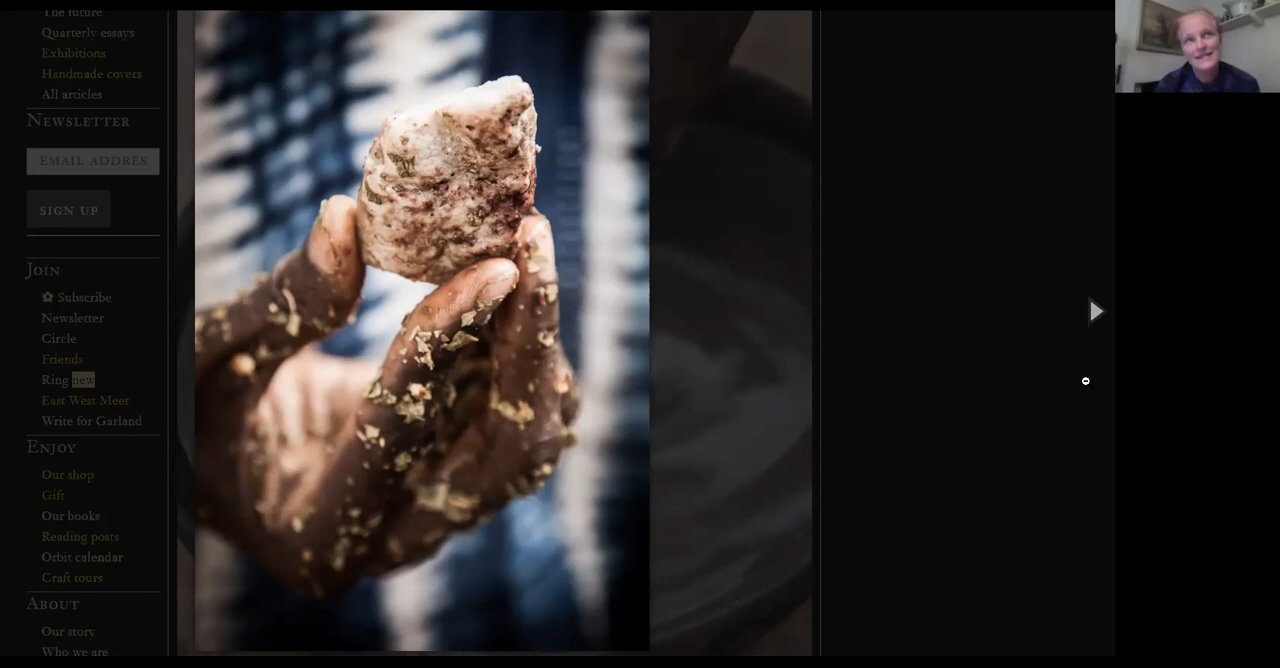 The future
Quarterly essays
Exhibitions
Handmade covers
All articles
Newsletter
EMAIL ADDRES
SIGN UP
Join
✿ Subscribe
Newsletter
Circle
Friends
Ring new
East West Meet
Write for Garland
Enjoy
Our shop
Gift
Our books
Reading posts
Orbit calendar
Craft tours
About
Our story
Who we are